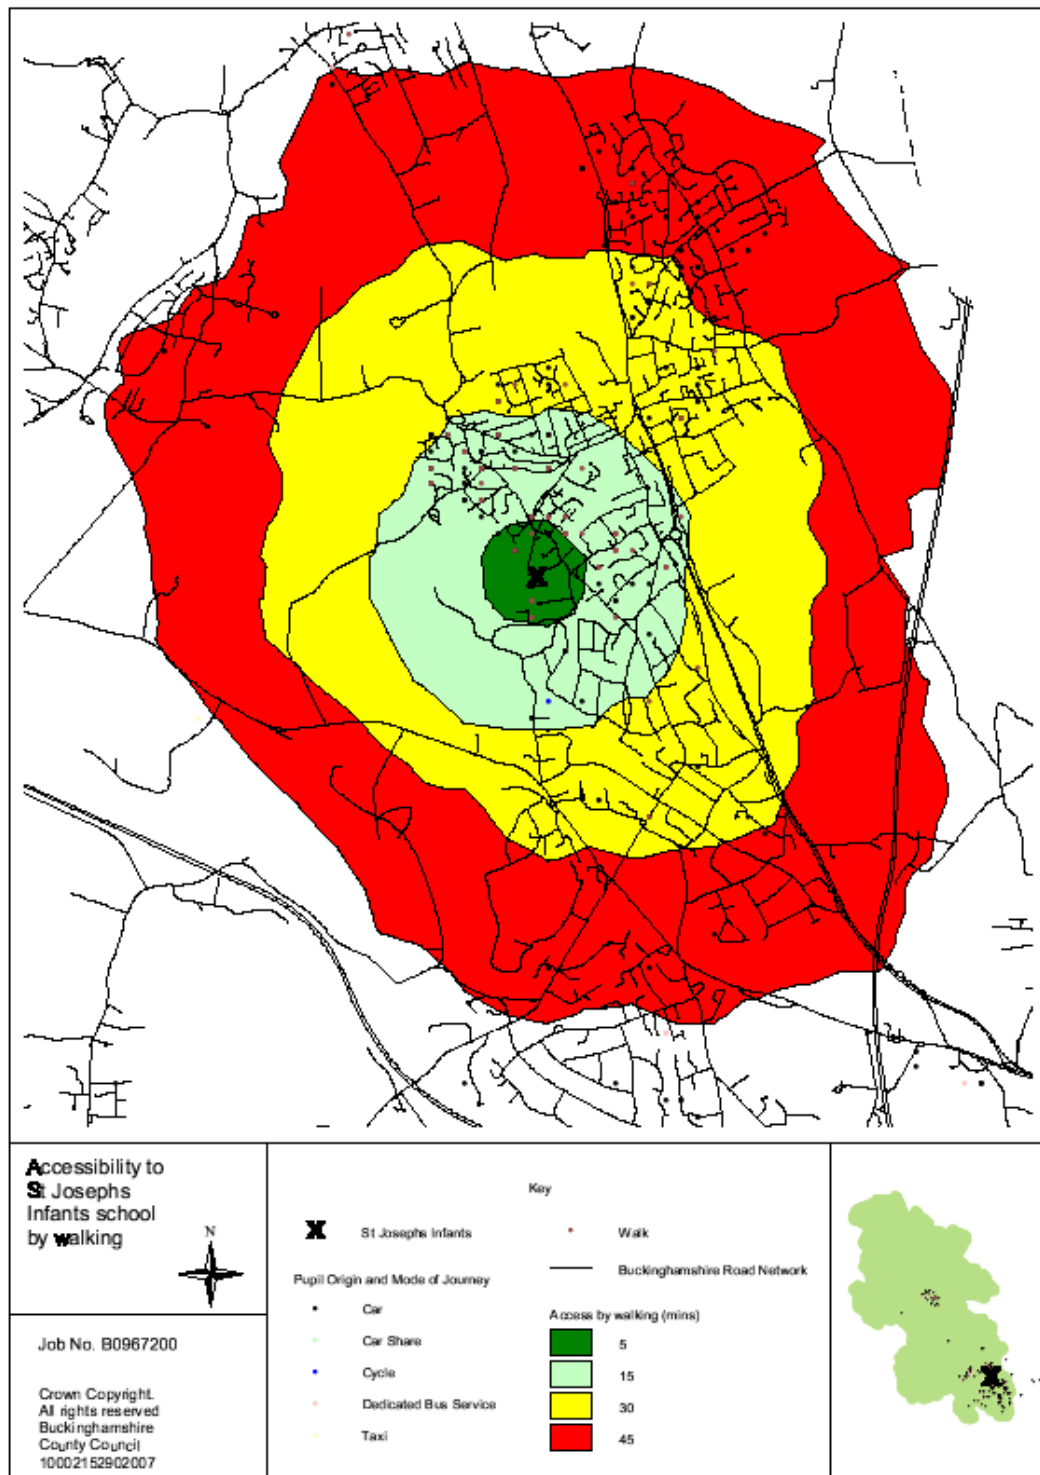 Accessibility to
St Josephs
Infants school
by walking
N
Job No. B0967200
Crown Copyright.
All rights reserved
Buckinghamshire
County Council
10002152902007
Key
X St Josephs Infants
Walk
Buckinghamshire Road Network
Pupil Origin and Mode of Journey
Car
Car Share
Cycle
Dedicated Bus Service
Taxi
Access by walking (mins)
5
15
30
45